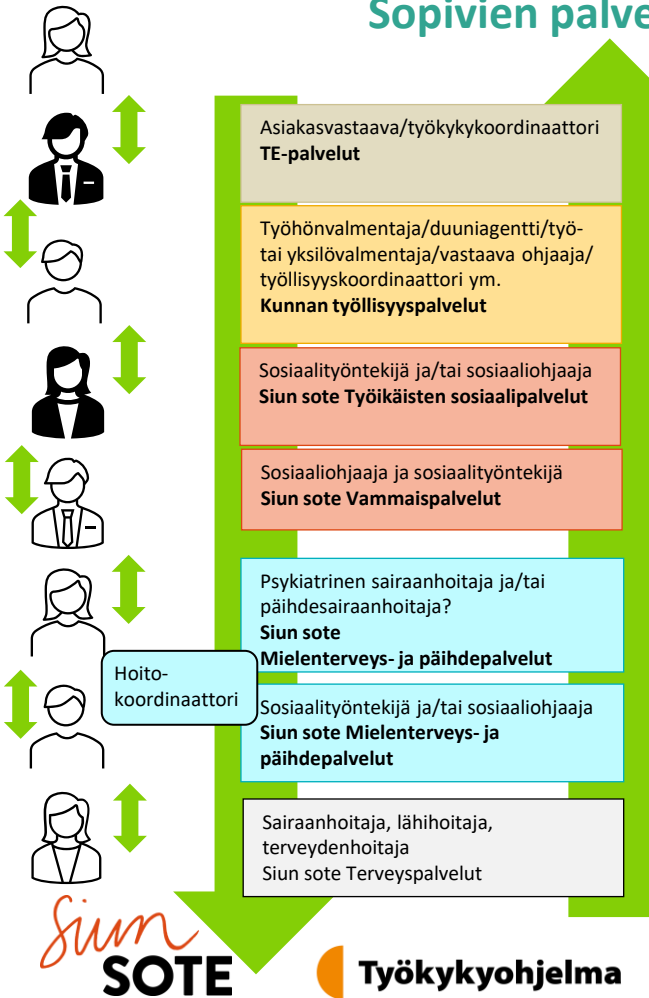 Sopivien palve
Asiakasvastaava/työkykykoordinaattori
TE-palvelut
Työhönvalmentaja/duuniagentti/työ-
tai yksilövalmentaja/vastaava ohjaaja/
työllisyyskoordinaattori ym.
Kunnan työllisyyspalvelut
Sosiaalityöntekijä ja/tai sosiaaliohjaaja
Siun sote Työikäisten sosiaalipalvelut
Sosiaaliohjaaja ja sosiaalityöntekijä
Siun sote Vammaispalvelut
Psykiatrinen sairaanhoitaja ja/tai
päihdesairaanhoitaja?
Siun sote
Mielenterveys- ja päihdepalvelut
Hoito-
koordinaattori
Sosiaalityöntekijä ja/tai sosiaaliohjaaja
Siun sote Mielenterveys- ja
päihdepalvelut
Sairaanhoitaja, lähihoitaja,
terveydenhoitaja
Siun sote Terveyspalvelut
Siun
SOTE
Työkykyohjelma